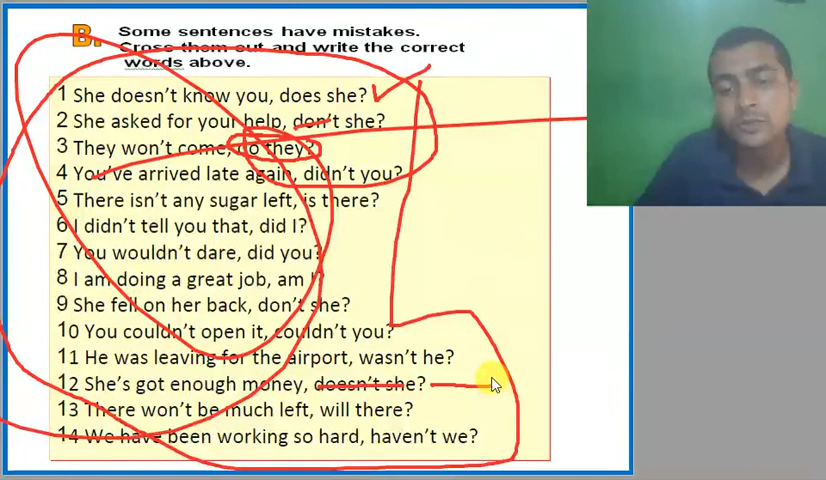 B. Some sentences have mistakes.
Cross them out and write the correct
words above.
1 She doesn't know you, does she?
2 She asked for your help, don't she?
3 They won't come, do they?
4 You've arrived late again, didn't you?
5 There isn't any sugar left, is there?
6 I didn't tell you that, did I?
7 You wouldn't dare, did you?
8 I am doing a great job, am I?
9 She fell on her back, don't she?
10 You couldn't open it, couldn't you?
11 He was leaving for the airport, wasn't he?
12 She's got enough money, doesn't she?
13 There won't be much left, will there?
14 We have been working so hard, haven't we?